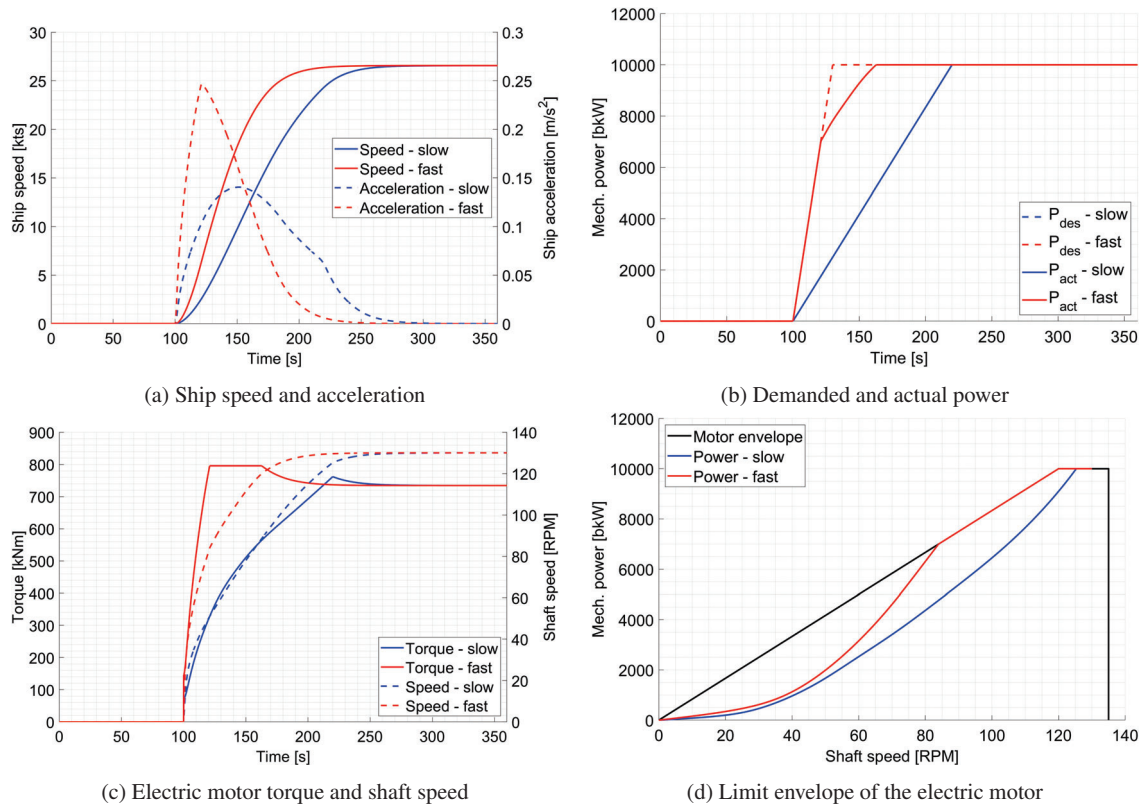 30
25
20
15
10
5
0
Ship speed [kts]
0.3
0.25
0.2
0.15
0.1
0.05
0
Ship acceleration [m/s²]
Speed - slow
Speed - fast
Acceleration - slow
Acceleration - fast
0 50 100 150 200 250 300 350
Time [s]
(a) Ship speed and acceleration
12000
10000
8000
6000
4000
2000
0
Mech. power [bkW]
P_des - slow
P_des - fast
P_act - slow
P_act - fast
0 50 100 150 200 250 300 350
Time [s]
(b) Demanded and actual power
900
800
700
600
500
400
300
200
100
0
Torque [kNm]
140
120
100
80
60
40
20
0
Shaft speed [RPM]
Torque - slow
Torque - fast
Speed - slow
Speed - fast
0 50 100 150 200 250 300 350
Time [s]
(c) Electric motor torque and shaft speed
12000
10000
8000
6000
4000
2000
0
Mech. power [bkW]
Motor envelope
Power - slow
Power - fast
0 20 40 60 80 100 120 140
Shaft speed [RPM]
(d) Limit envelope of the electric motor